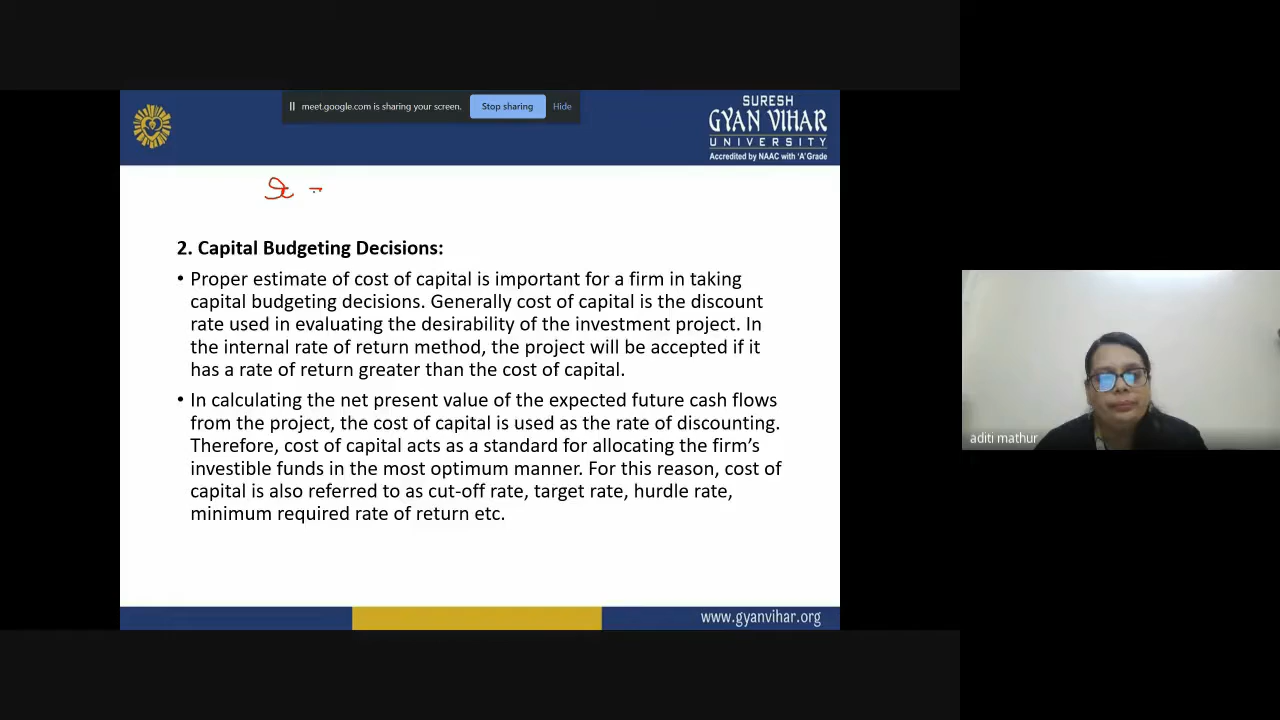 meet.google.com is sharing your screen. Stop sharing Hide
SURESH
GYAN VIHAR
UNIVERSITY
Accredited by NAAC with 'A' Grade
2. Capital Budgeting Decisions:
• Proper estimate of cost of capital is important for a firm in taking
capital budgeting decisions. Generally cost of capital is the discount
rate used in evaluating the desirability of the investment project. In
the internal rate of return method, the project will be accepted if it
has a rate of return greater than the cost of capital.
• In calculating the net present value of the expected future cash flows
from the project, the cost of capital is used as the rate of discounting.
Therefore, cost of capital acts as a standard for allocating the firm's
investible funds in the most optimum manner. For this reason, cost of
capital is also referred to as cut-off rate, target rate, hurdle rate,
minimum required rate of return etc.
www.gyanvihar.org
aditi mathur